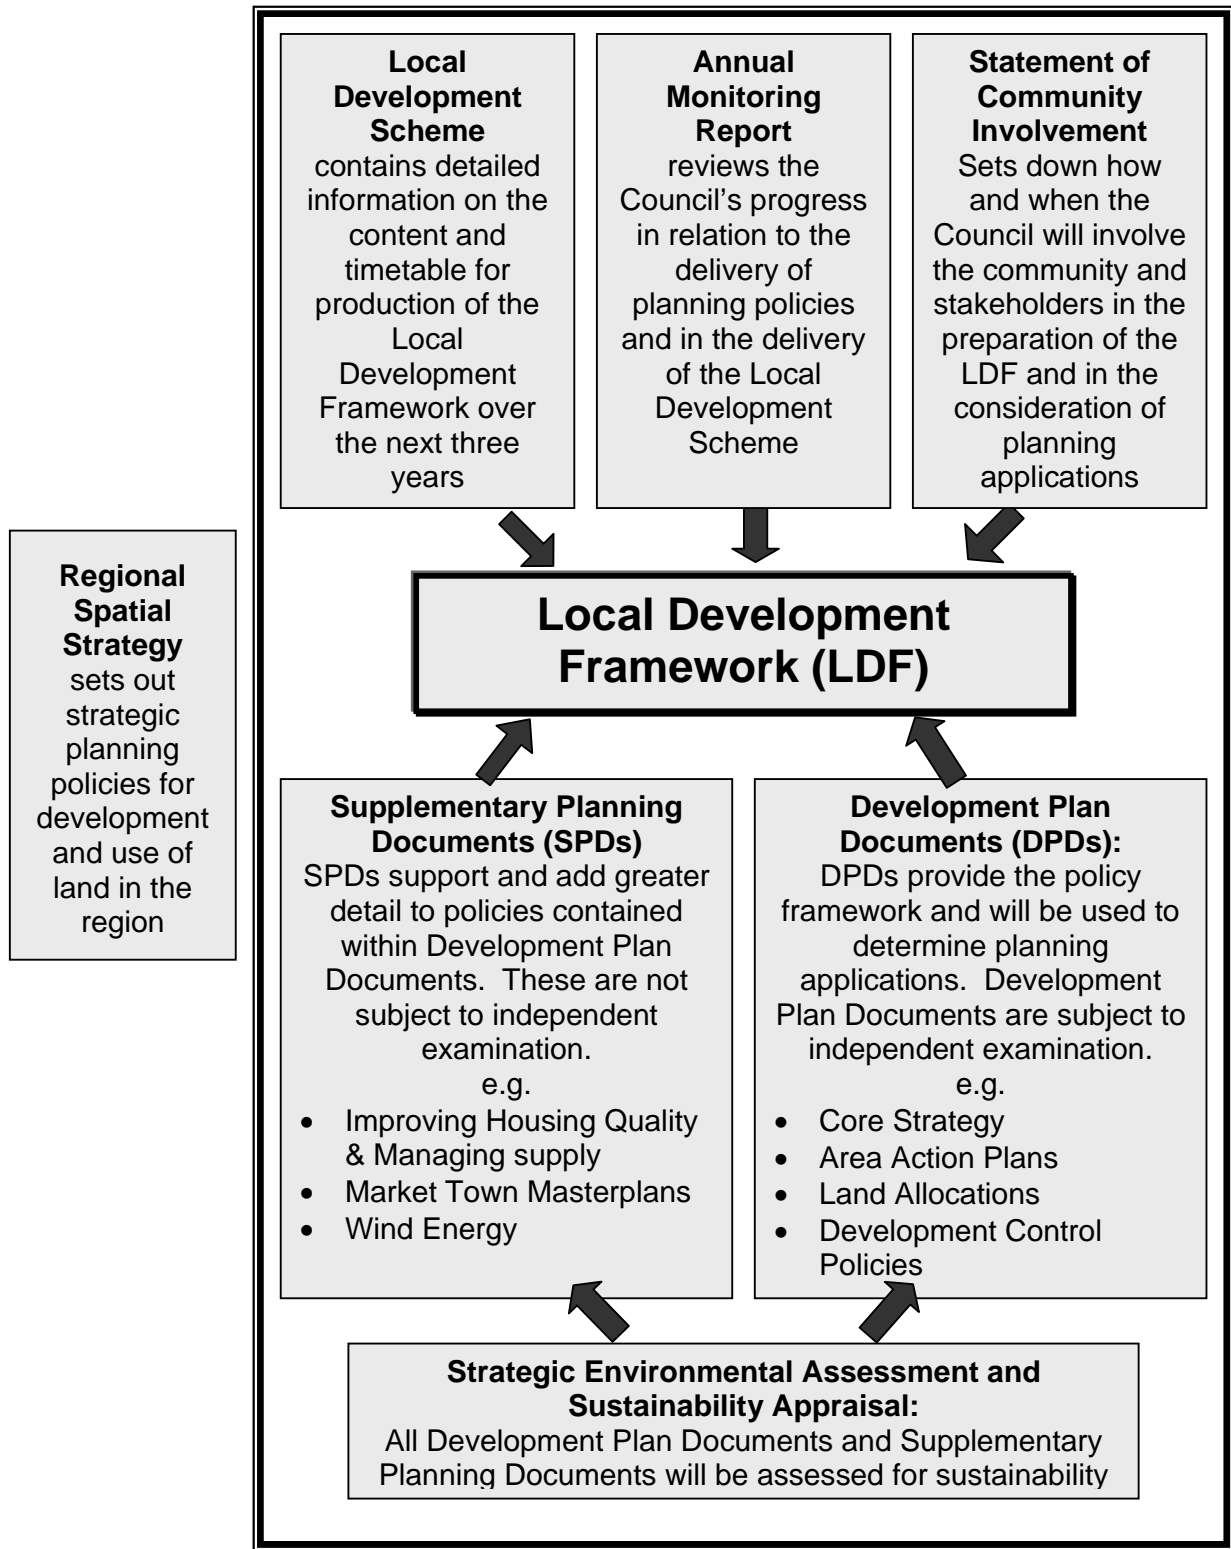 Local
Development
Scheme
contains detailed
information on the
content and
timetable for
production of the
Local
Development
Framework over
the next three
years
Annual
Monitoring
Report
reviews the
Council’s progress
in relation to the
delivery of
planning policies
and in the delivery
of the Local
Development
Scheme
Statement of
Community
Involvement
Sets down how
and when the
Council will involve
the community and
stakeholders in the
preparation of the
LDF and in the
consideration of
planning
applications
Regional
Spatial
Strategy
sets out
strategic
planning
policies for
development
and use of
land in the
region
Local Development
Framework (LDF)
Supplementary Planning
Documents (SPDs)
SPDs support and add greater
detail to policies contained
within Development Plan
Documents.  These are not
subject to independent
examination.
e.g.
• Improving Housing Quality
& Managing supply
• Market Town Masterplans
• Wind Energy
Development Plan
Documents (DPDs):
DPDs provide the policy
framework and will be used to
determine planning
applications.  Development
Plan Documents are subject to
independent examination.
e.g.
• Core Strategy
• Area Action Plans
• Land Allocations
• Development Control
Policies
Strategic Environmental Assessment and
Sustainability Appraisal:
All Development Plan Documents and Supplementary
Planning Documents will be assessed for sustainability